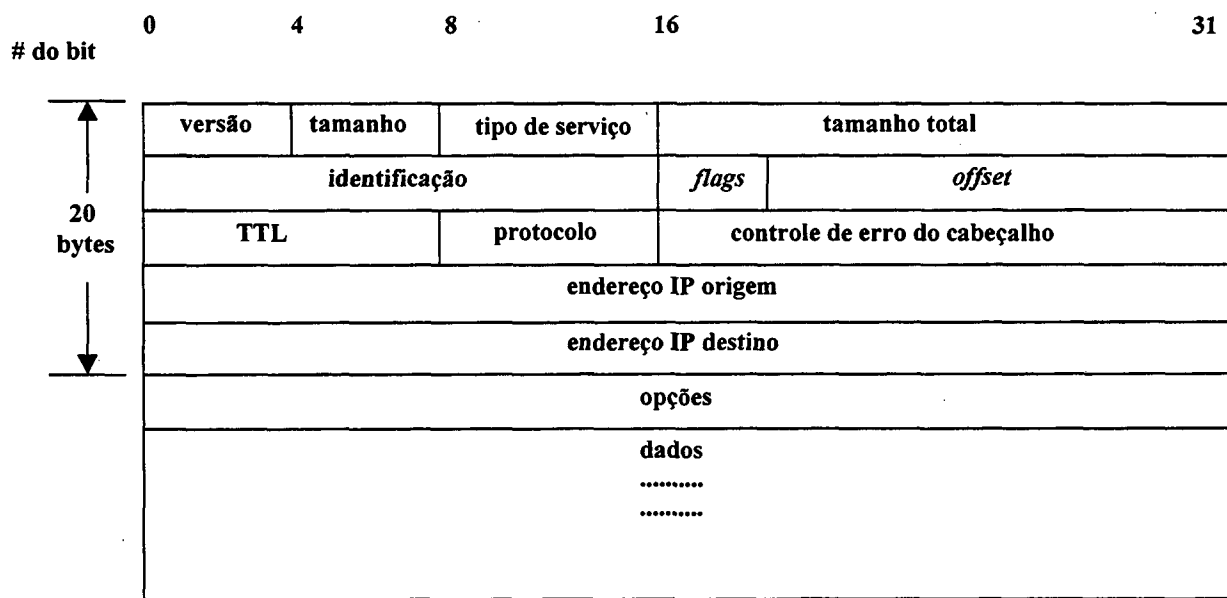 0 4 8 16 31
# do bit
versão tamanho tipo de serviço tamanho total
identificação flags offset
20
bytes
TTL protocolo controle de erro do cabeçalho
endereço IP origem
endereço IP destino
opções
dados
..........
..........